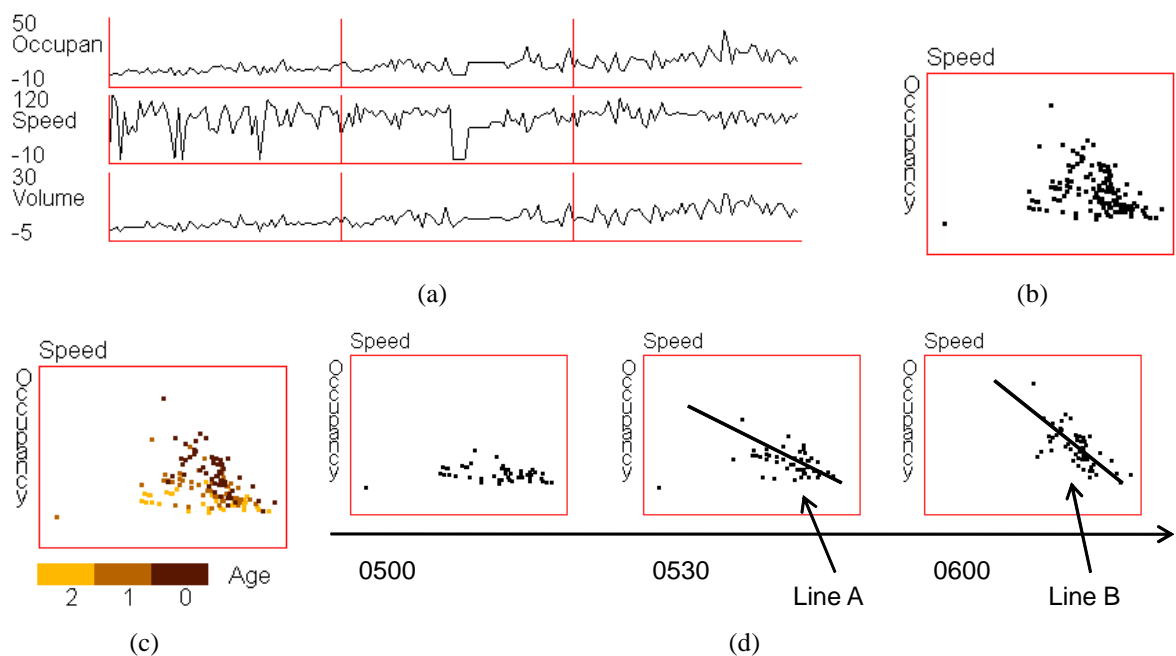 50
Occupan
-10
120
Speed
-10
30
Volume
-5
(a)
Speed
Occupancy
(b)
Speed
Occupancy
2 1 0 Age
(c)
Speed
Occupancy
Speed
Occupancy
Speed
Occupancy
0500 0530 0600
Line A Line B
(d)